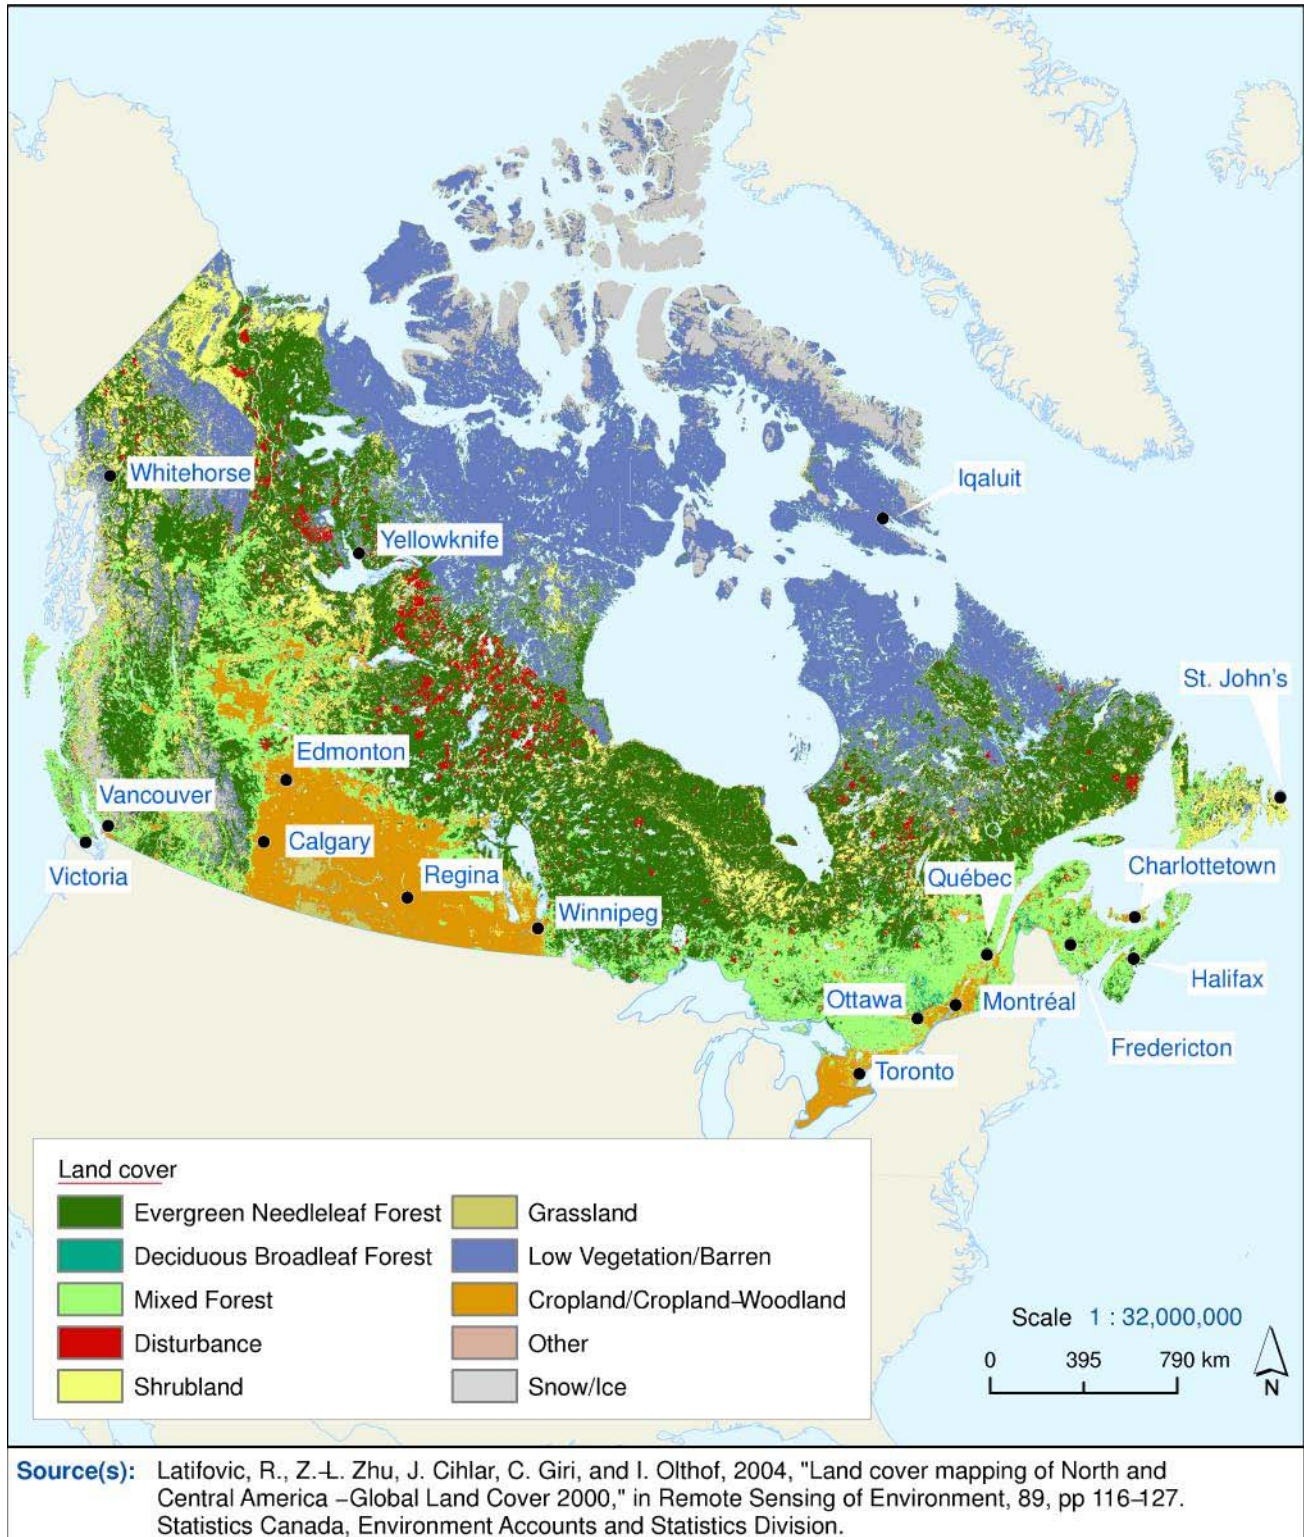 Iqaluit
Whitehorse
Yellowknife
St. John's
Edmonton
Vancouver
Calgary
Charlottetown
Victoria
Regina
Québec
Winnipeg
Halifax
Ottawa
Montréal
Fredericton
Toronto
Land cover
Evergreen Needleleaf Forest
Deciduous Broadleaf Forest
Mixed Forest
Disturbance
Shrubland
Grassland
Low Vegetation/Barren
Cropland/Cropland–Woodland
Other
Snow/Ice
Scale 1 : 32,000,000
0 395 790 km
N
Source(s): Latifovic, R., Z.-L. Zhu, J. Cihlar, C. Giri, and I. Olthof, 2004, "Land cover mapping of North and
Central America –Global Land Cover 2000," in Remote Sensing of Environment, 89, pp 116–127.
Statistics Canada, Environment Accounts and Statistics Division.